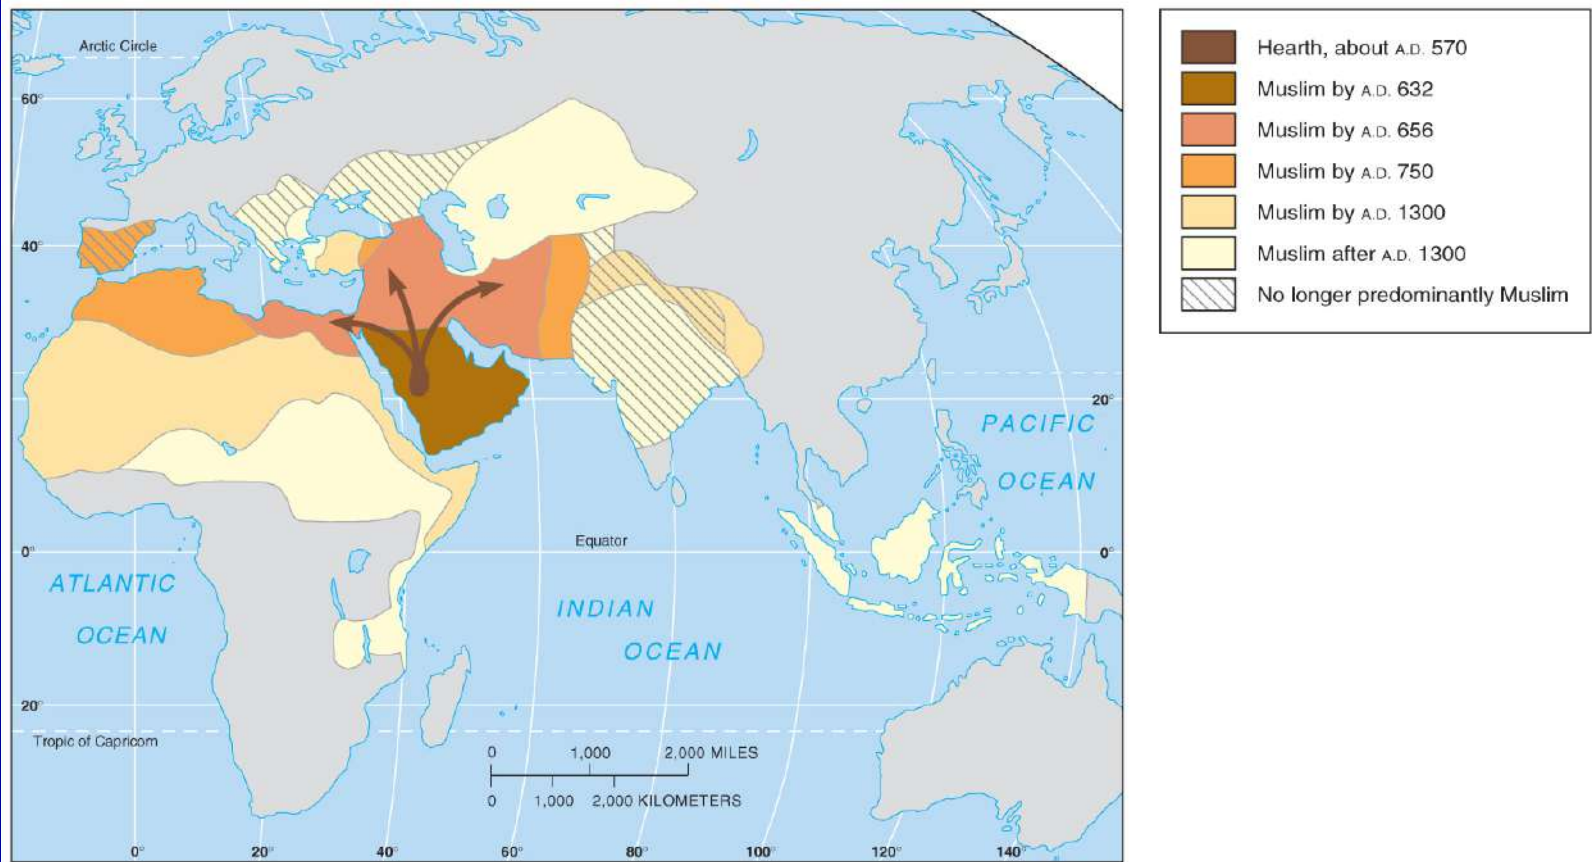 Arctic Circle
60°
40°
20°
PACIFIC
OCEAN
Equator
0°
0°
ATLANTIC
OCEAN
INDIAN
OCEAN
20°
Tropic of Capricorn
0 1,000 2,000 MILES
0 1,000 2,000 KILOMETERS
0° 20° 40° 60° 80° 100° 120° 140°
Hearth, about A.D. 570
Muslim by A.D. 632
Muslim by A.D. 656
Muslim by A.D. 750
Muslim by A.D. 1300
Muslim after A.D. 1300
No longer predominantly Muslim